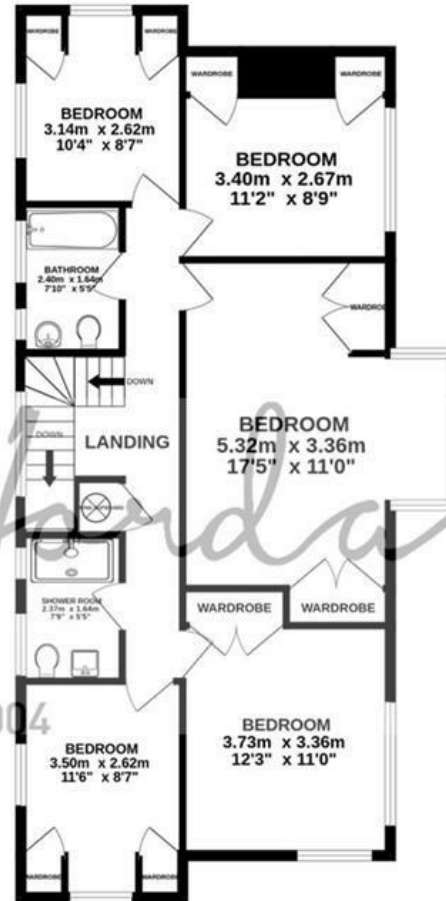 WARDROBE
WARDROBE
BEDROOM
3.14m x 2.62m
10'4" x 8'7"
WARDROBE
WARDROBE
BEDROOM
3.40m x 2.67m
11'2" x 8'9"
BATHROOM
2.40m x 1.64m
7'10" x 5'5"
WARDROBE
DOWN
DOWN
LANDING
BEDROOM
5.32m x 3.36m
17'5" x 11'0"
SHOWER ROOM
2.37m x 1.64m
7'9" x 5'5"
WARDROBE
WARDROBE
BEDROOM
3.50m x 2.62m
11'6" x 8'7"
BEDROOM
3.73m x 3.36m
12'3" x 11'0"
WARDROBE
WARDROBE